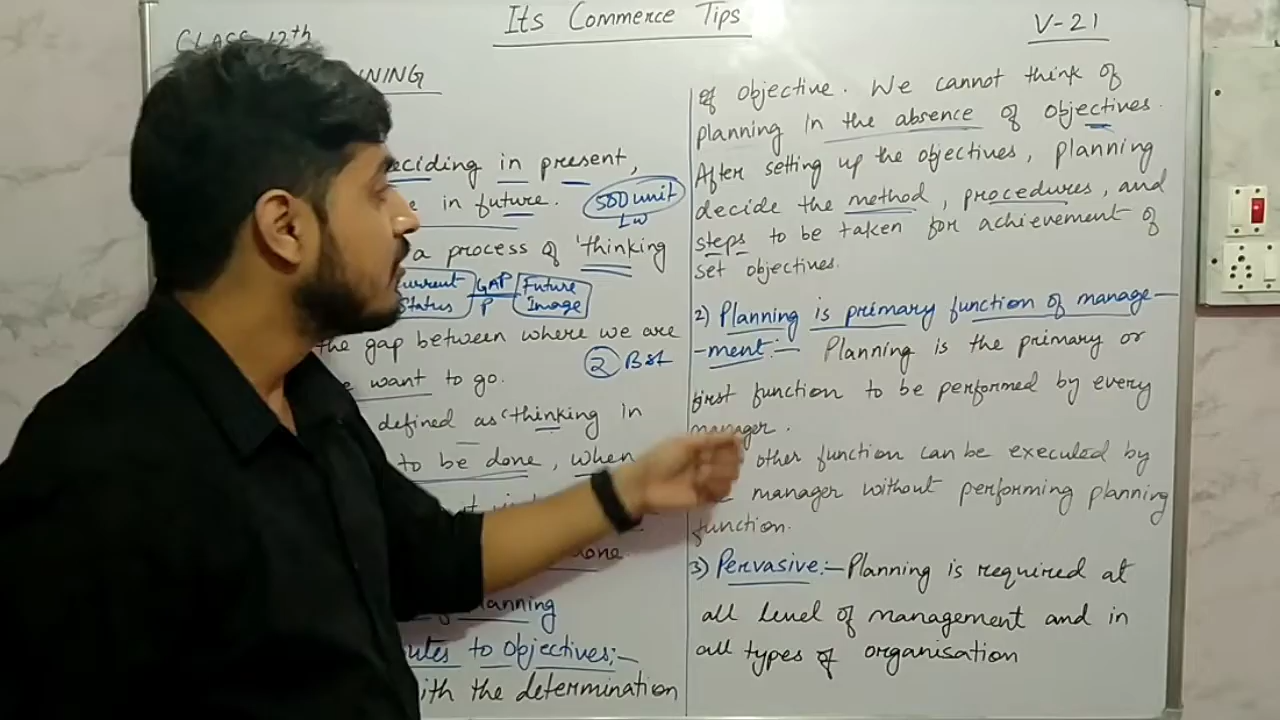 Its Commerce Tips
V-21
CLASS 12th
NING
eciding in present,
in future.
500 unit
a process of 'thinking
Current Status
GAP
P
Future Image
the gap between where we are
want to go.
2 Bst
defined as 'thinking in
to be done, when
done.
Planning
utes to Objectives:-
ith the determination
of objective. We cannot think of
planning in the absence of objectives.
After setting up the objectives, planning
decide the method, procedures, and
steps to be taken for achievement of
set objectives.
2) Planning is primary function of manage-
-ment:- Planning is the primary or
first function to be performed by every
manager.
other function can be executed by
manager without performing planning
function.
3) Pervasive:- Planning is required at
all level of management and in
all types of organisation